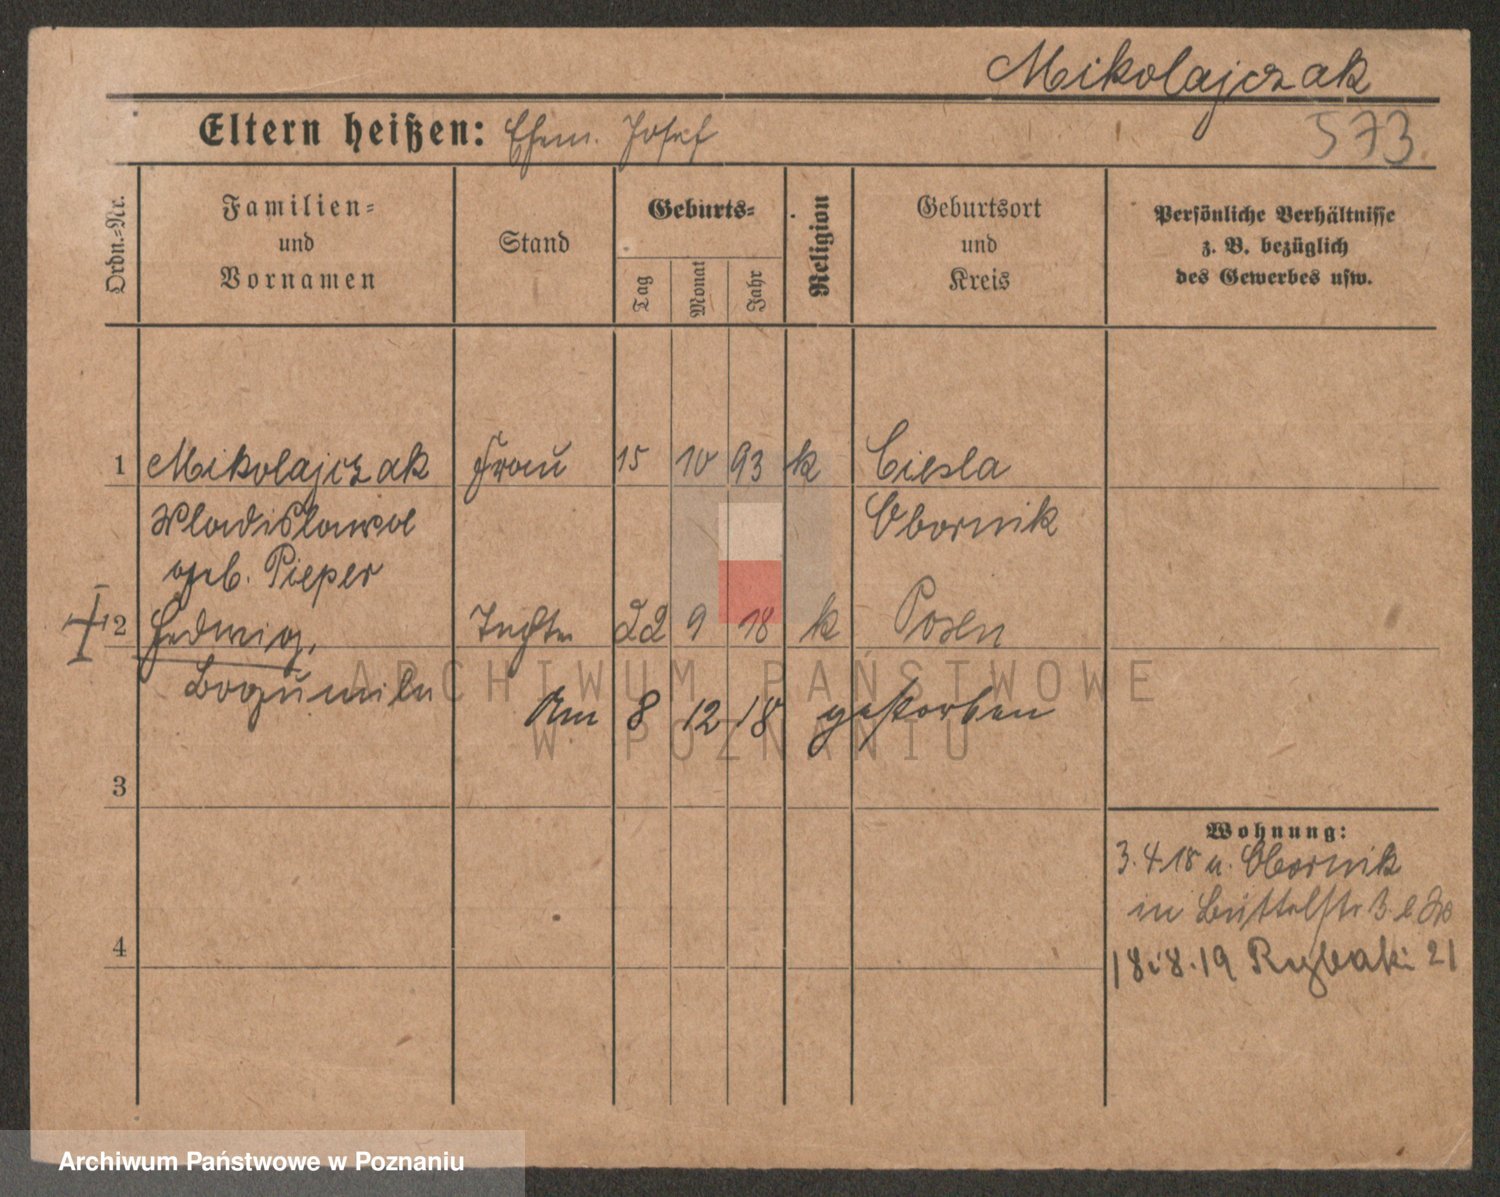 Mikolajczak
Eltern heißen: Ehem. Josef
573.
Ordn.=Nr.
Familien=
und
Vornamen
Stand
Geburts=
Tag
Monat
Jahr
Religion
Geburtsort
und
Kreis
Persönliche Verhältnisse
z. B. bezüglich
des Gewerbes usw.
1 Mikolajczak Frau 15 10 93 k Ciesla
Wladislawa Obornik
geb. Pieper
2 Hedwig, Tochter 22 9 18 k Posen
Bogumila
Am 8 12 18 gestorben
3
Wohnung:
3.4.18 u. Obornik
in
4
18.8.19 Rybaki 21
ARCHIWUM PAŃSTWOWE
W POZNANIU
Archiwum Państwowe w Poznaniu